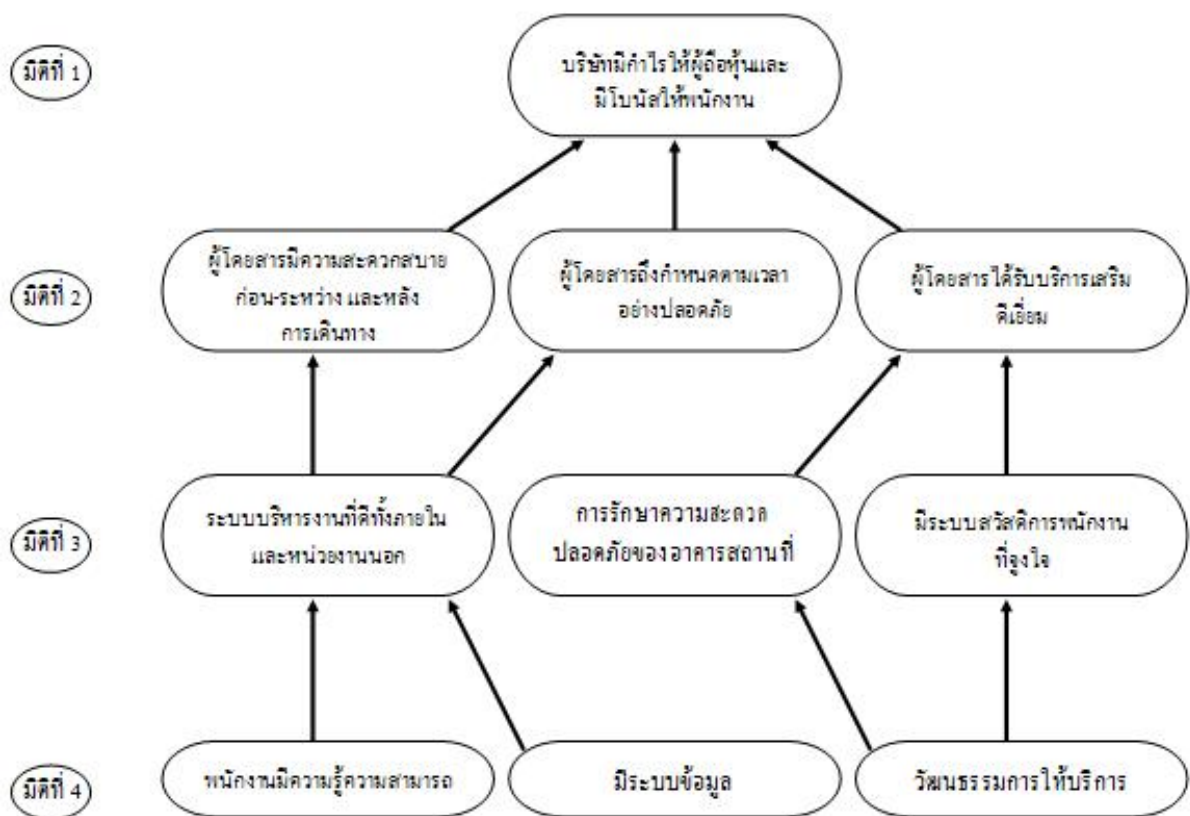 มิติที่ 1
บริษัทมีกำไรให้ผู้ถือหุ้นและ
มีโบนัสให้พนักงาน
มิติที่ 2
ผู้โดยสารมีความสะดวกสบาย
ก่อน-ระหว่าง และหลัง
การเดินทาง
ผู้โดยสารถึงกำหนดตามเวลา
อย่างปลอดภัย
ผู้โดยสารได้รับบริการเสริม
ดีเยี่ยม
มิติที่ 3
ระบบบริหารงานที่ดีทั้งภายใน
และหน่วยงานนอก
การรักษาความสะดวก
ปลอดภัยของอาคารสถานที่
มีระบบสวัสดิการพนักงาน
ที่จูงใจ
มิติที่ 4
พนักงานมีความรู้ความสามารถ
มีระบบข้อมูล
วัฒนธรรมการให้บริการ